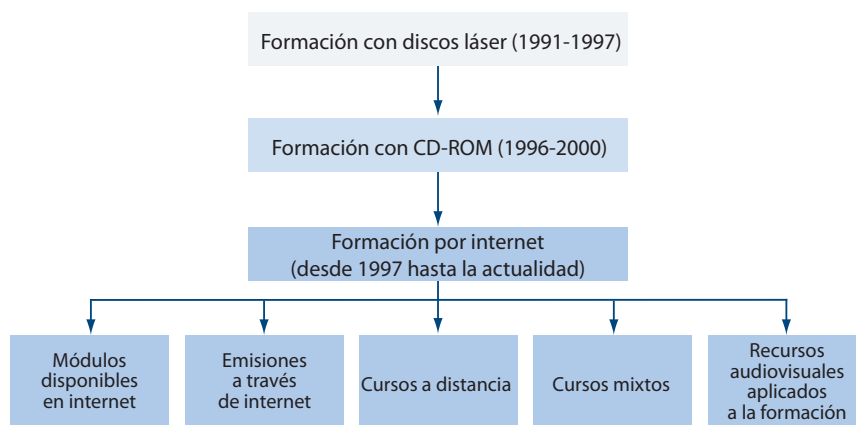 Formación con discos láser (1991-1997)
Formación con CD-ROM (1996-2000)
Formación por internet
(desde 1997 hasta la actualidad)
Módulos
disponibles
en internet
Emisiones
a través
de internet
Cursos a distancia
Cursos mixtos
Recursos
audiovisuales
aplicados
a la formación